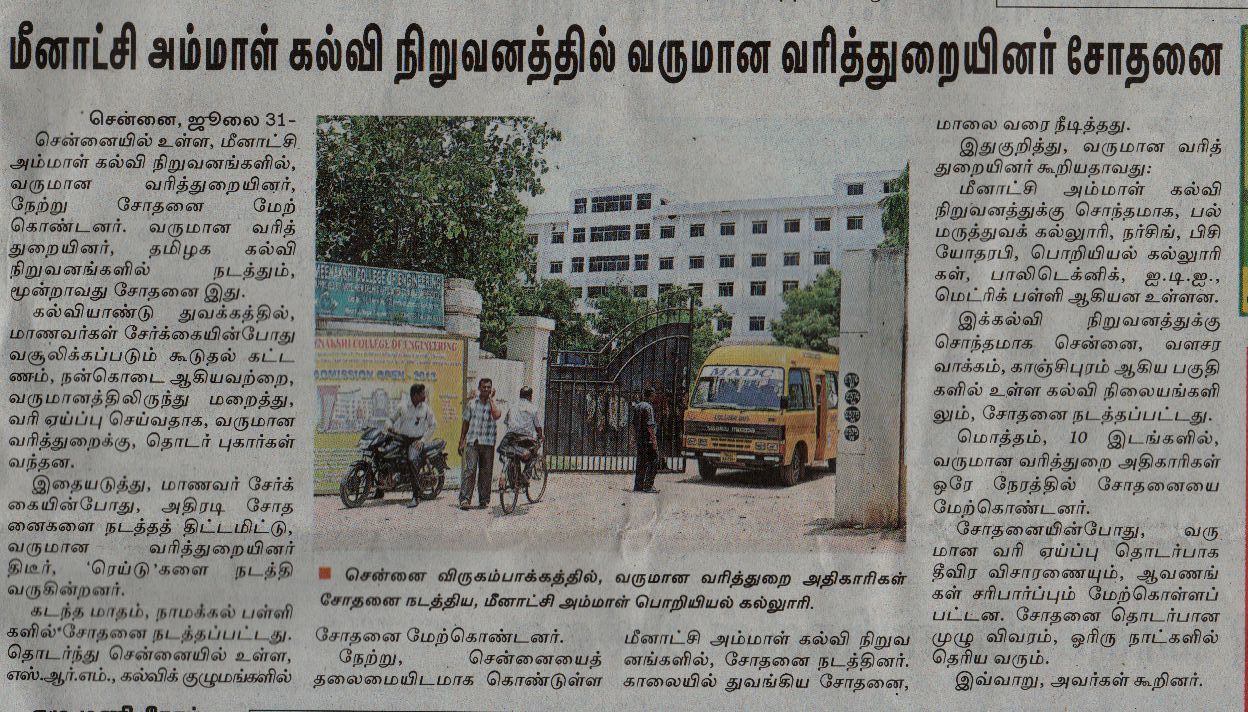 மீனாட்சி அம்மாள் கல்வி நிறுவனத்தில் வருமான வரித்துறையினர் சோதனை
சென்னை, ஜூலை 31-
சென்னையில் உள்ள, மீனாட்சி
அம்மாள் கல்வி நிறுவனங்களில்,
வருமான வரித்துறையினர்,
நேற்று சோதனை மேற்
கொண்டனர். வருமான வரித்
துறையினர், தமிழக கல்வி
நிறுவனங்களில் நடத்தும்,
மூன்றாவது சோதனை இது.
கல்வியாண்டு துவக்கத்தில்,
மாணவர்கள் சேர்க்கையின்போது
வசூலிக்கப்படும் கூடுதல் கட்ட
ணம், நன்கொடை ஆகியவற்றை,
வருமானத்திலிருந்து மறைத்து,
வரி ஏய்ப்பு செய்வதாக, வருமான
வரித்துறைக்கு, தொடர் புகார்கள்
வந்தன.
இதையடுத்து, மாணவர் சேர்க்
கையின்போது, அதிரடி சோத
னைகளை நடத்தத் திட்டமிட்டு,
வருமான வரித்துறையினர்
திடீர், 'ரெய்டு'களை நடத்தி
வருகின்றனர்.
கடந்த மாதம், நாமக்கல் பள்ளி
களில் சோதனை நடத்தப்பட்டது.
தொடர்ந்து சென்னையில் உள்ள,
எஸ்.ஆர்.எம்., கல்விக் குழுமங்களில்
MEENAKSHI COLLEGE OF ENGINEERING
NAKSHI COLLEGE OF ENGINEERING
ADMISSION OPEN - 2013
MADC
சென்னை விருகம்பாக்கத்தில், வருமான வரித்துறை அதிகாரிகள்
சோதனை நடத்திய, மீனாட்சி அம்மாள் பொறியியல் கல்லூரி.
சோதனை மேற்கொண்டனர்.
நேற்று, சென்னையைத்
தலைமையிடமாக கொண்டுள்ள
மீனாட்சி அம்மாள் கல்வி நிறுவ
னங்களில், சோதனை நடத்தினர்.
காலையில் துவங்கிய சோதனை,
மாலை வரை நீடித்தது.
இதுகுறித்து, வருமான வரித்
துறையினர் கூறியதாவது:
மீனாட்சி அம்மாள் கல்வி
நிறுவனத்துக்கு சொந்தமாக, பல்
மருத்துவக் கல்லூரி, நர்சிங், பிசி
யோதரபி, பொறியியல் கல்லூரி
கள், பாலிடெக்னிக், ஐ.டி.ஐ.,
மெட்ரிக் பள்ளி ஆகியன உள்ளன.
இக்கல்வி நிறுவனத்துக்கு
சொந்தமாக சென்னை, வளசர
வாக்கம், காஞ்சிபுரம் ஆகிய பகுதி
களில் உள்ள கல்வி நிலையங்களி
லும், சோதனை நடத்தப்பட்டது.
மொத்தம், 10 இடங்களில்,
வருமான வரித்துறை அதிகாரிகள்
ஒரே நேரத்தில் சோதனையை
மேற்கொண்டனர்.
சோதனையின்போது, வரு
மான வரி ஏய்ப்பு தொடர்பாக
தீவிர விசாரணையும், ஆவணங்
கள் சரிபார்ப்பும் மேற்கொள்ளப்
பட்டன. சோதனை தொடர்பான
முழு விவரம், ஓரிரு நாட்களில்
தெரிய வரும்.
இவ்வாறு, அவர்கள் கூறினர்.